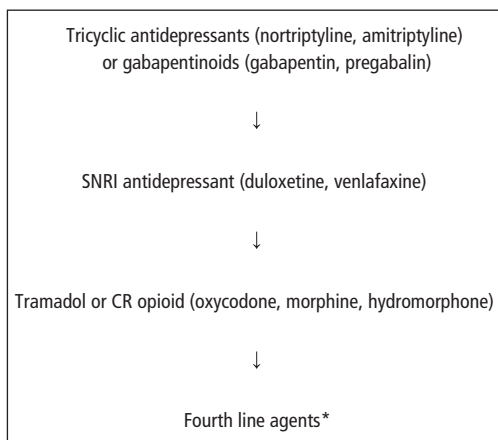 Tricyclic antidepressants (nortriptyline, amitriptyline)
or gabapentinoids (gabapentin, pregabalin)
↓
SNRI antidepressant (duloxetine, venlafaxine)
↓
Tramadol or CR opioid (oxycodone, morphine, hydromorphone)
↓
Fourth line agents*